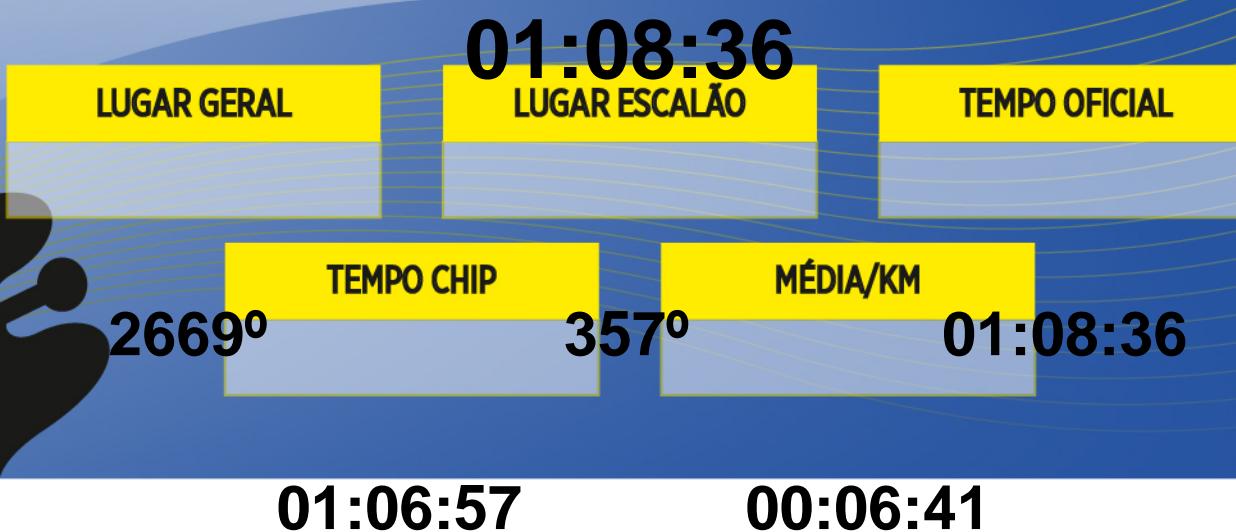 01:08:36
LUGAR GERAL LUGAR ESCALÃO TEMPO OFICIAL
TEMPO CHIP MÉDIA/KM
2669º 357º 01:08:36
01:06:57 00:06:41